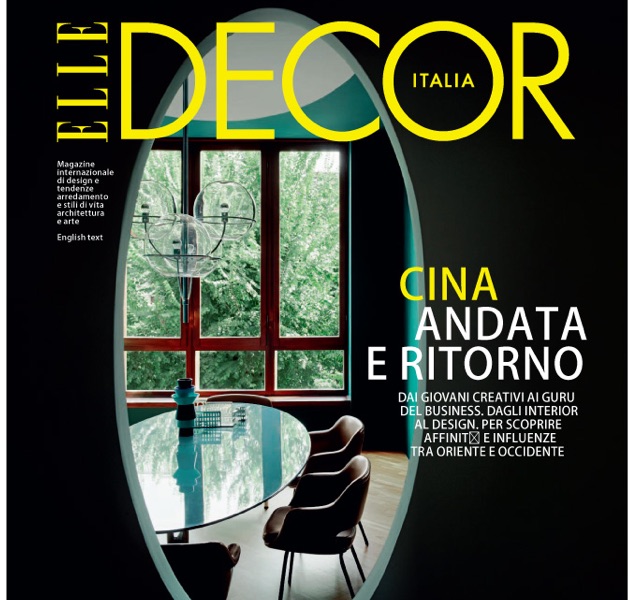 ELLE DECOR
ITALIA
Magazine
internazionale
di design e
tendenze
arredamento
e stili di vita
architettura
e arte
English text
CINA
ANDATA
E RITORNO
DAI GIOVANI CREATIVI AI GURU
DEL BUSINESS. DAGLI INTERIOR
AL DESIGN. PER SCOPRIRE
AFFINIT☒ E INFLUENZE
TRA ORIENTE E OCCIDENTE